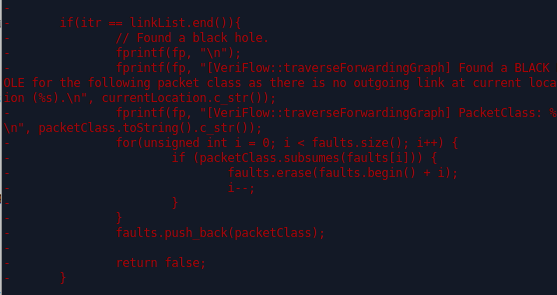 -
-       if(itr == linkList.end()){
-               // Found a black hole.
-               fprintf(fp, "\n");
-               fprintf(fp, "[VeriFlow::traverseForwardingGraph] Found a BLACK
OLE for the following packet class as there is no outgoing link at current loca
ion (%s).\n", currentLocation.c_str());
-               fprintf(fp, "[VeriFlow::traverseForwardingGraph] PacketClass: %
\n", packetClass.toString().c_str());
-               for(unsigned int i = 0; i < faults.size(); i++) {
-                       if (packetClass.subsumes(faults[i])) {
-                               faults.erase(faults.begin() + i);
-                               i--;
-                       }
-               }
-               faults.push_back(packetClass);
-
-               return false;
-       }